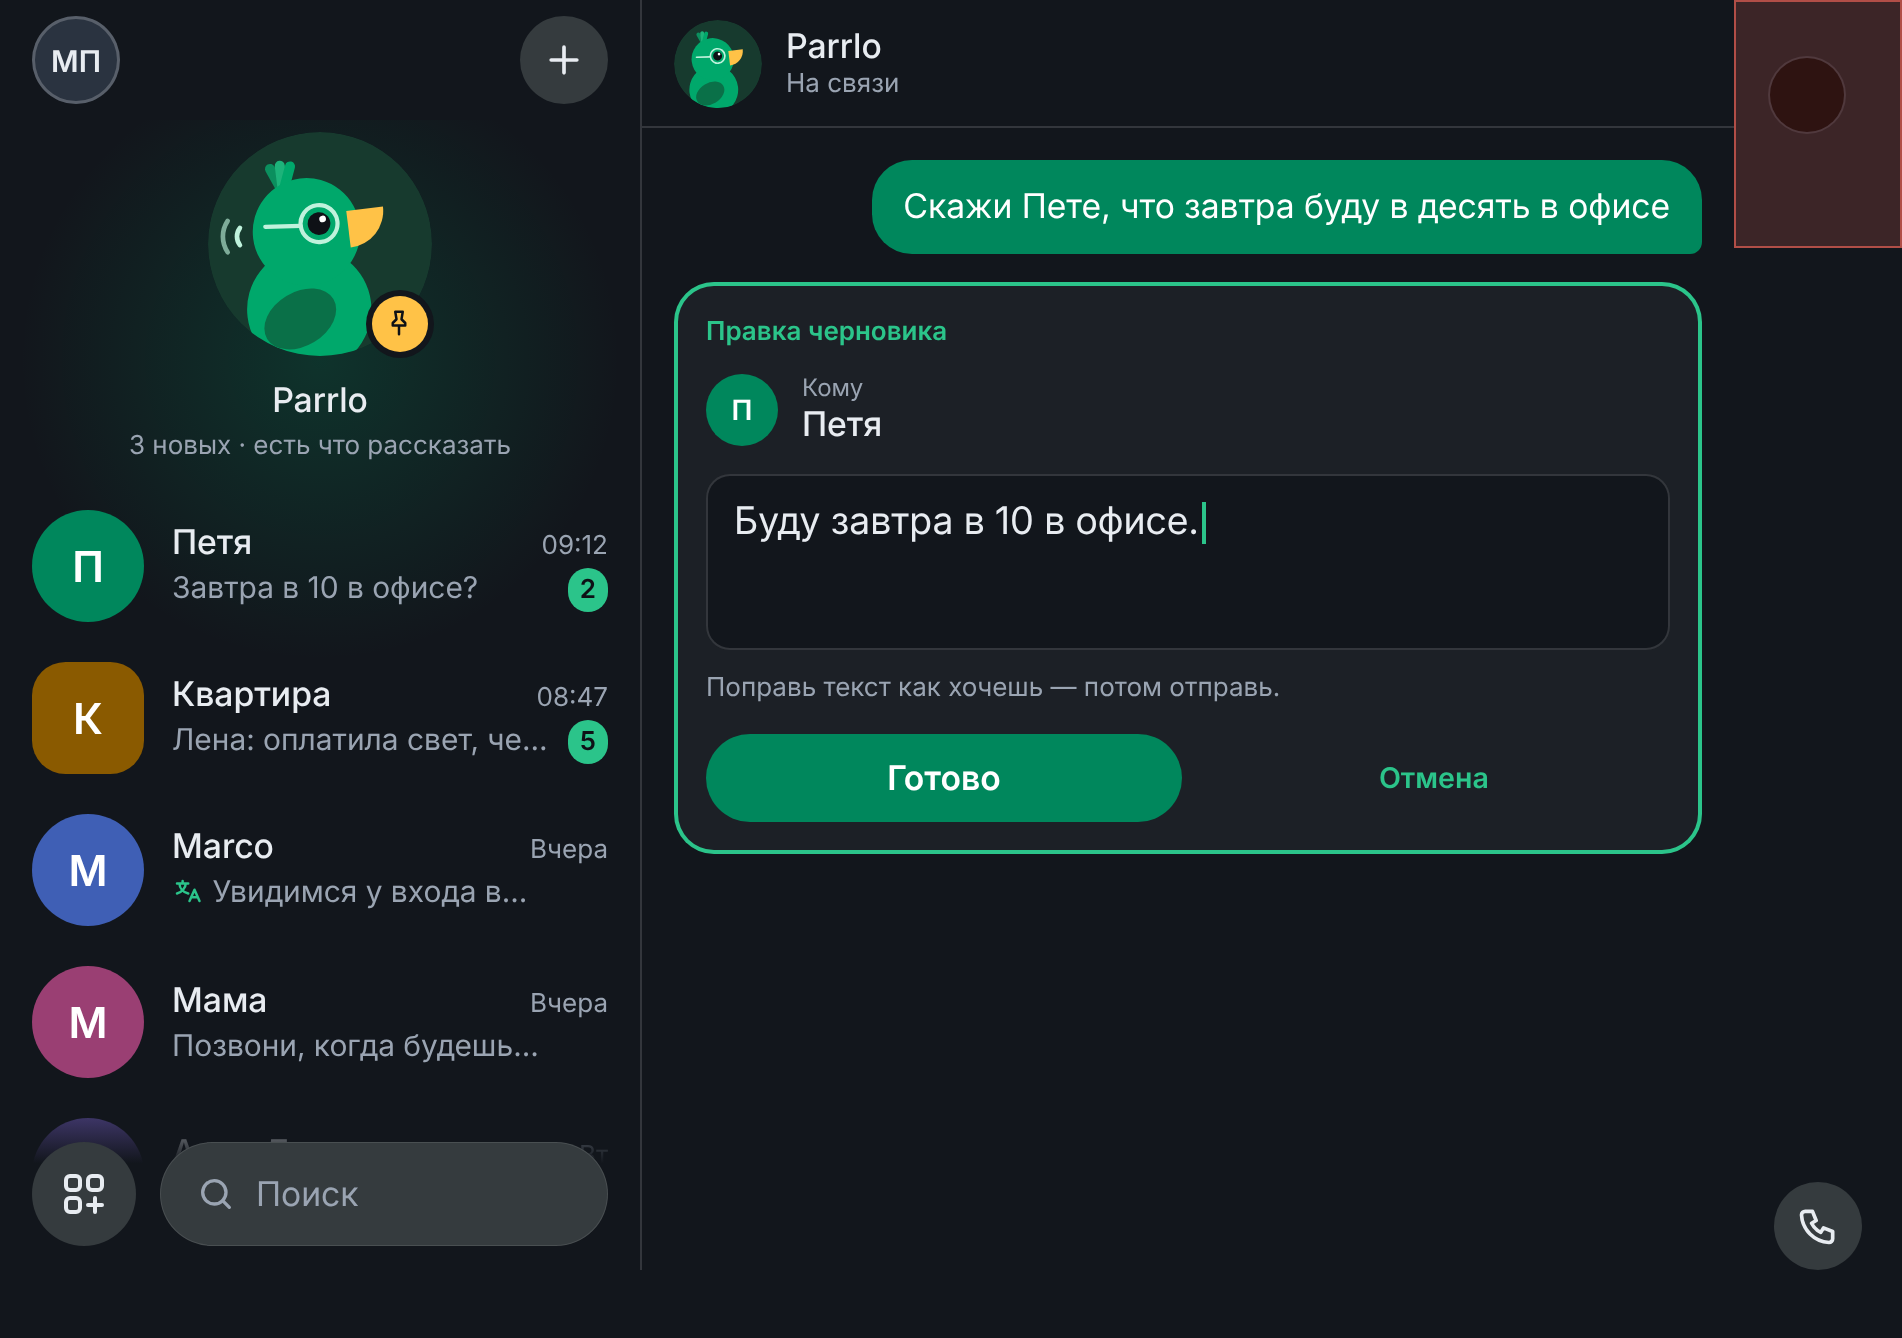 МП
Parrlo
3 новых · есть что рассказать
П
Петя
09:12
Завтра в 10 в офисе?
2
К
Квартира
08:47
Лена: оплатила свет, че...
5
М
Marco
Вчера
Увидимся у входа в...
М
Мама
Вчера
Позвони, когда будешь...
Поиск
Parrlo
На связи
Скажи Пете, что завтра буду в десять в офисе
Правка черновика
П
Кому
Петя
Буду завтра в 10 в офисе.
Поправь текст как хочешь — потом отправь.
Готово
Отмена